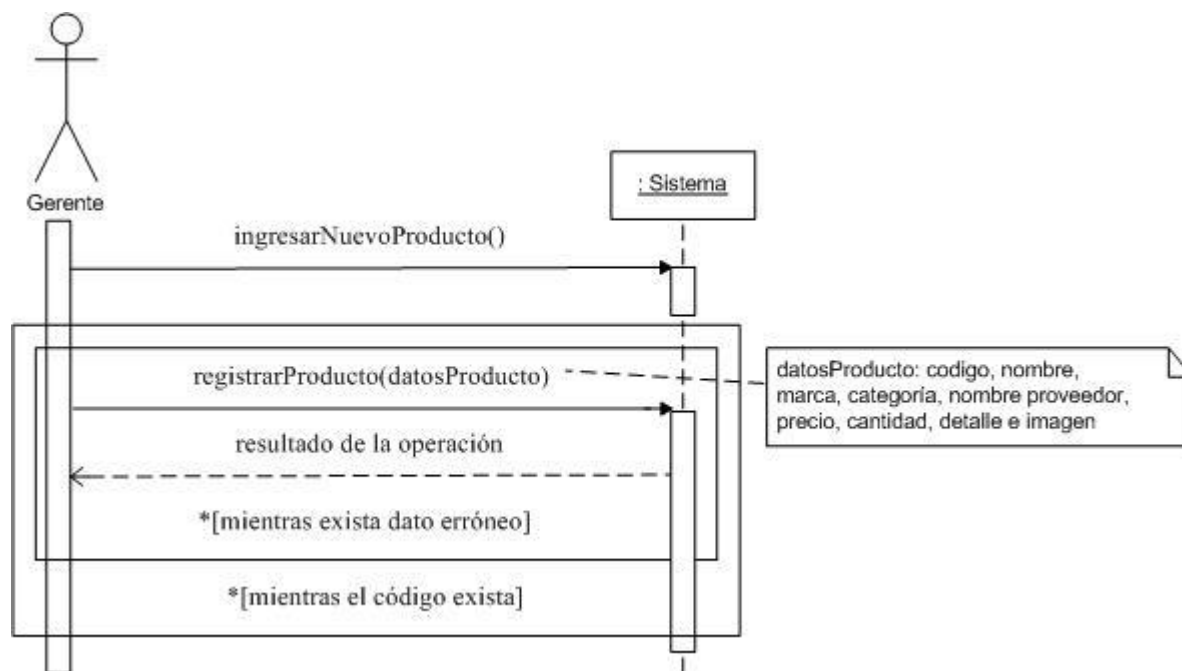 Gerente
: Sistema
ingresarNuevoProducto()
registrarProducto(datosProducto)
datosProducto: codigo, nombre,
marca, categoría, nombre proveedor,
precio, cantidad, detalle e imagen
resultado de la operación
*[mientras exista dato erróneo]
*[mientras el código exista]